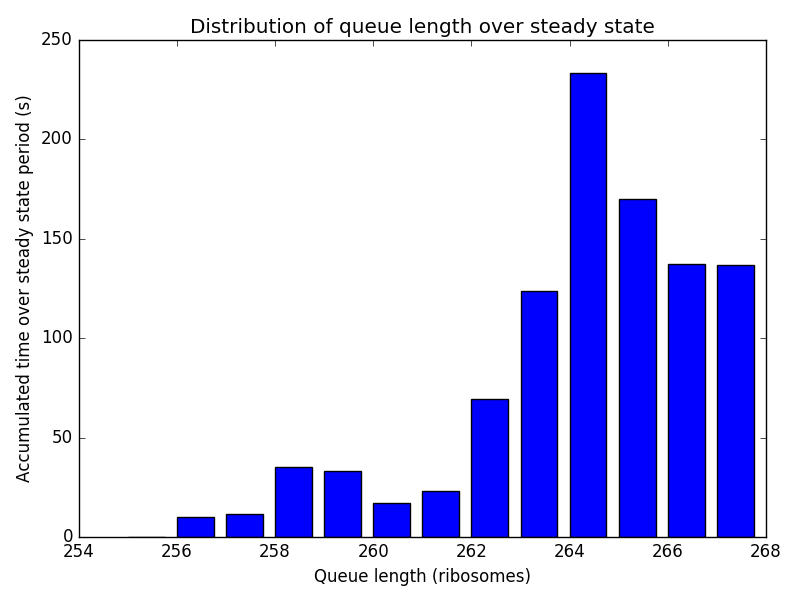 Distribution of queue length over steady state
Accumulated time over steady state period (s)
250
200
150
100
50
0
254 256 258 260 262 264 266 268
Queue length (ribosomes)